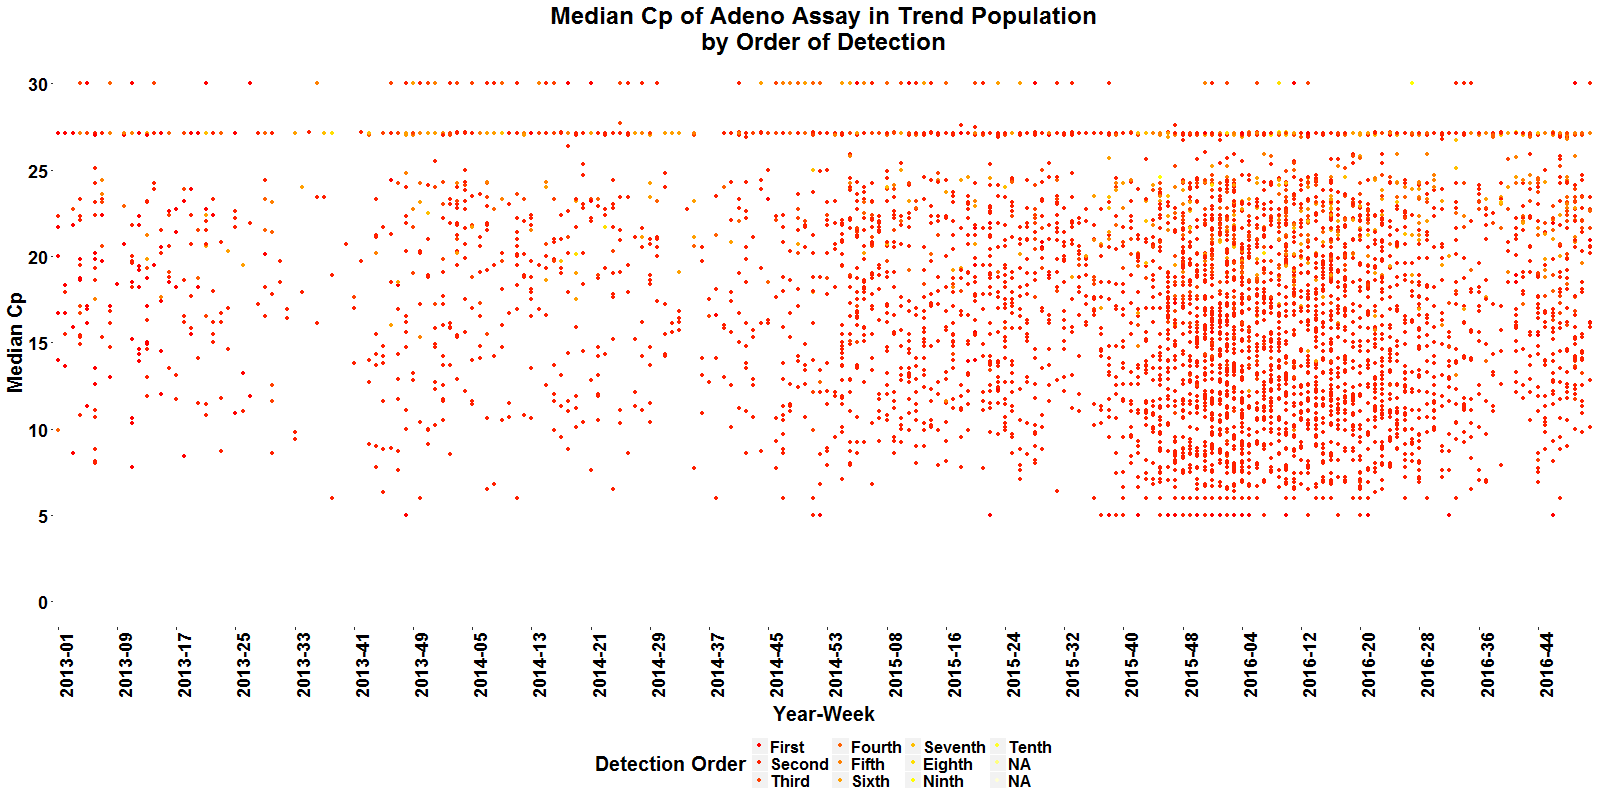 Median Cp of Adeno Assay in Trend Population
by Order of Detection
Median Cp
30
25
20
15
10
5
0
2013-01
2013-09
2013-17
2013-25
2013-33
2013-41
2013-49
2014-05
2014-13
2014-21
2014-29
2014-37
2014-45
2014-53
2015-08
2015-16
2015-24
2015-32
2015-40
2015-48
2016-04
2016-12
2016-20
2016-28
2016-36
2016-44
Year-Week
Detection Order
First
Second
Third
Fourth
Fifth
Sixth
Seventh
Eighth
Ninth
Tenth
NA
NA